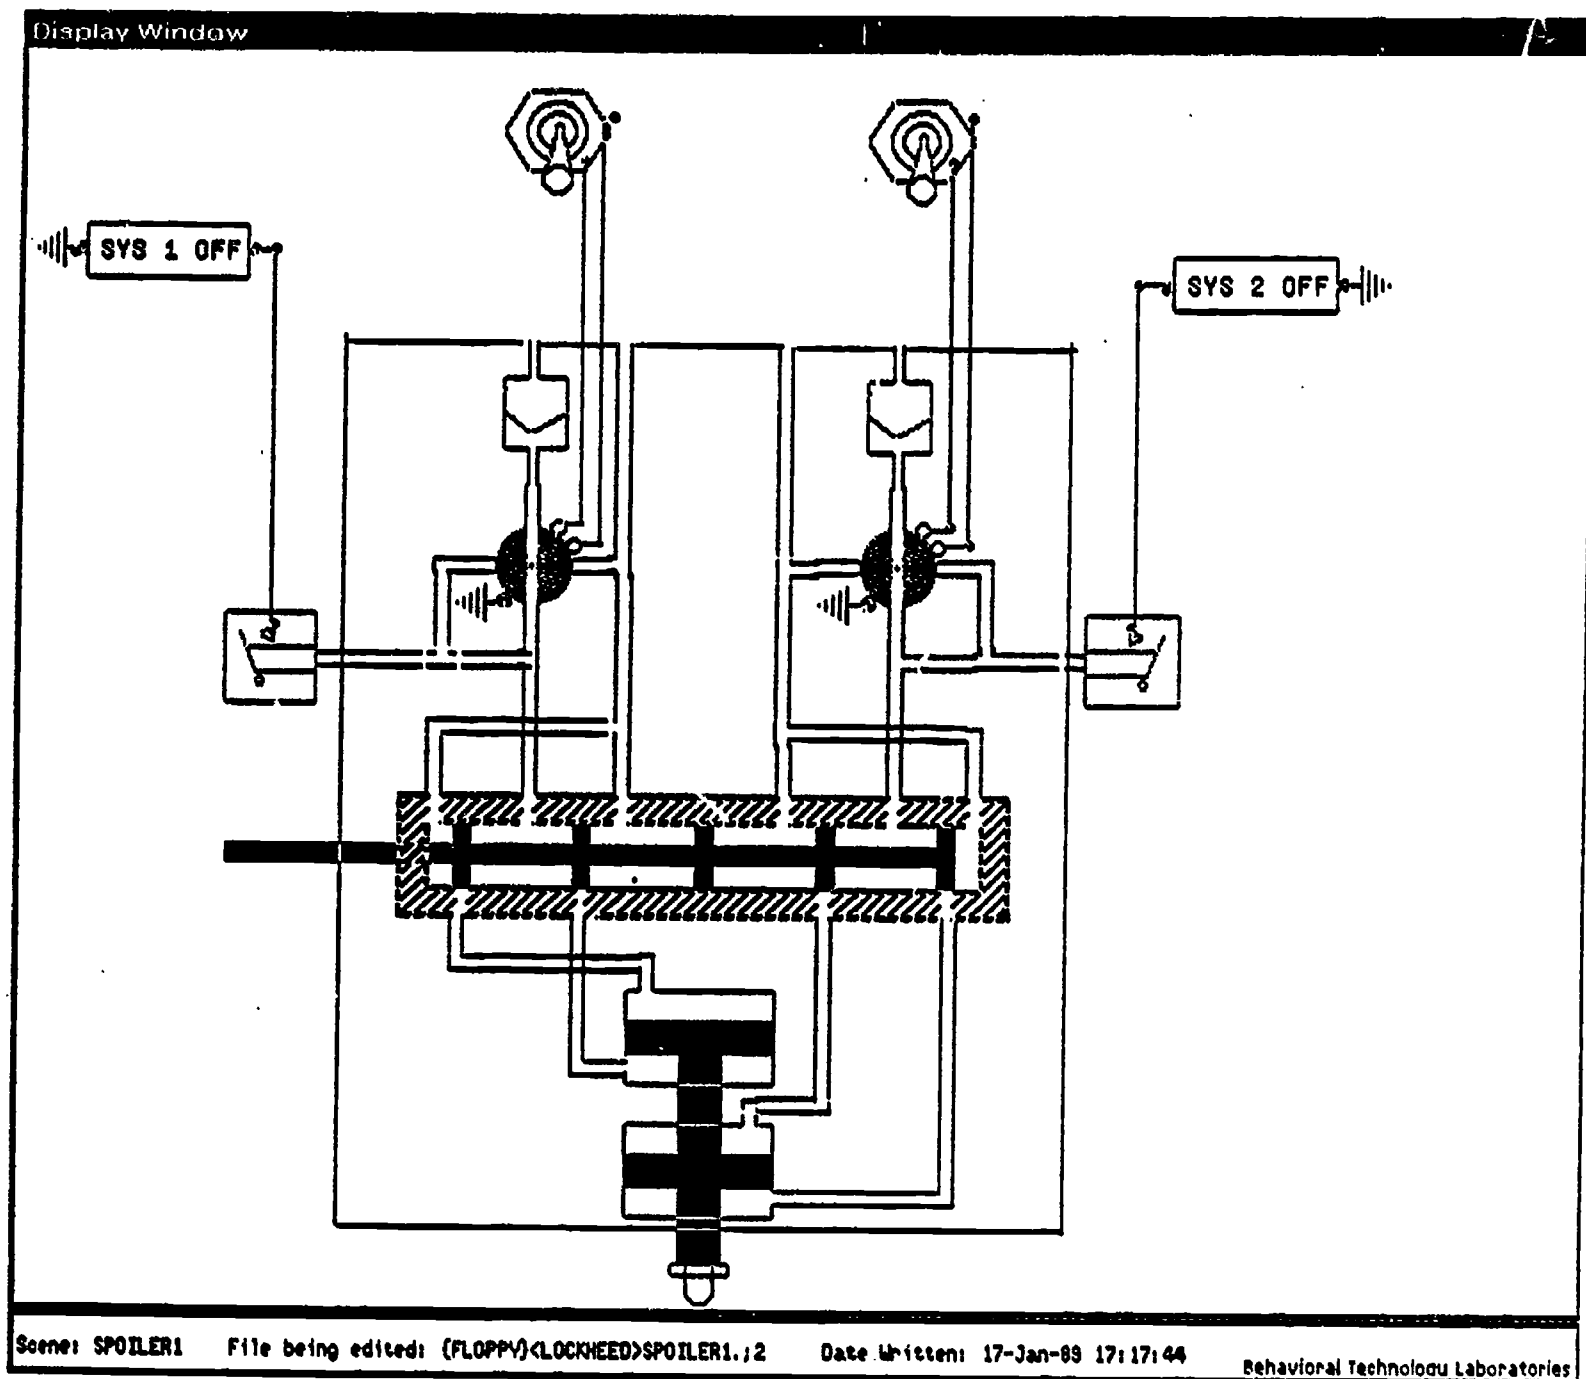 Display Window
SYS 1 OFF
SYS 2 OFF
Scene: SPOILER1 File being edited: {FLOPPY}<LOCKHEED>SPOILER1.;2 Date Written: 17-Jan-89 17:17:44 Behavioral Technology Laboratories